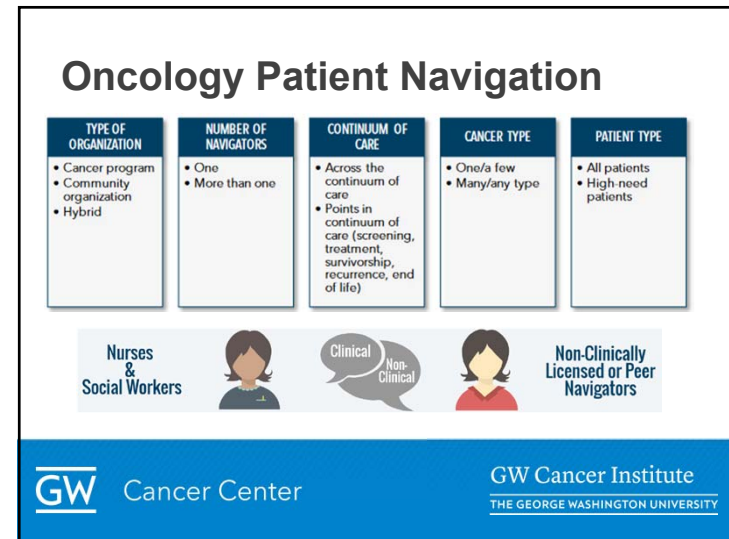 Oncology Patient Navigation
TYPE OF
ORGANIZATION
• Cancer program
• Community
organization
• Hybrid
NUMBER OF
NAVIGATORS
• One
• More than one
CONTINUUM OF
CARE
• Across the
continuum of
care
• Points in
continuum of
care (screening,
treatment,
survivorship,
recurrence, end
of life)
CANCER TYPE
• One/a few
• Many/any type
PATIENT TYPE
• All patients
• High-need
patients
Nurses
&
Social Workers
Clinical
Non-
Clinical
Non-Clinically
Licensed or Peer
Navigators
GW Cancer Center
GW Cancer Institute
THE GEORGE WASHINGTON UNIVERSITY